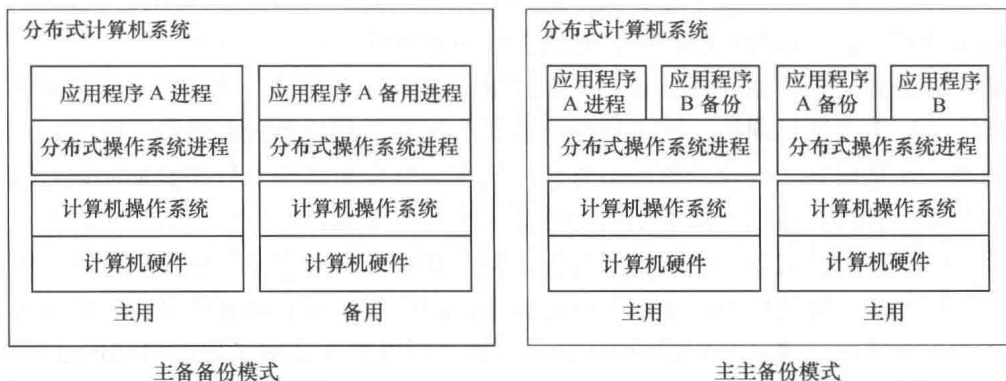 分布式计算机系统
应用程序 A 进程
应用程序 A 备用进程
分布式操作系统进程
分布式操作系统进程
计算机操作系统
计算机操作系统
计算机硬件
计算机硬件
主用
备用
主备备份模式
分布式计算机系统
应用程序
A 进程
应用程序
B 备份
应用程序
A 备份
应用程序
B
分布式操作系统进程
分布式操作系统进程
计算机操作系统
计算机操作系统
计算机硬件
计算机硬件
主用
主用
主主备份模式